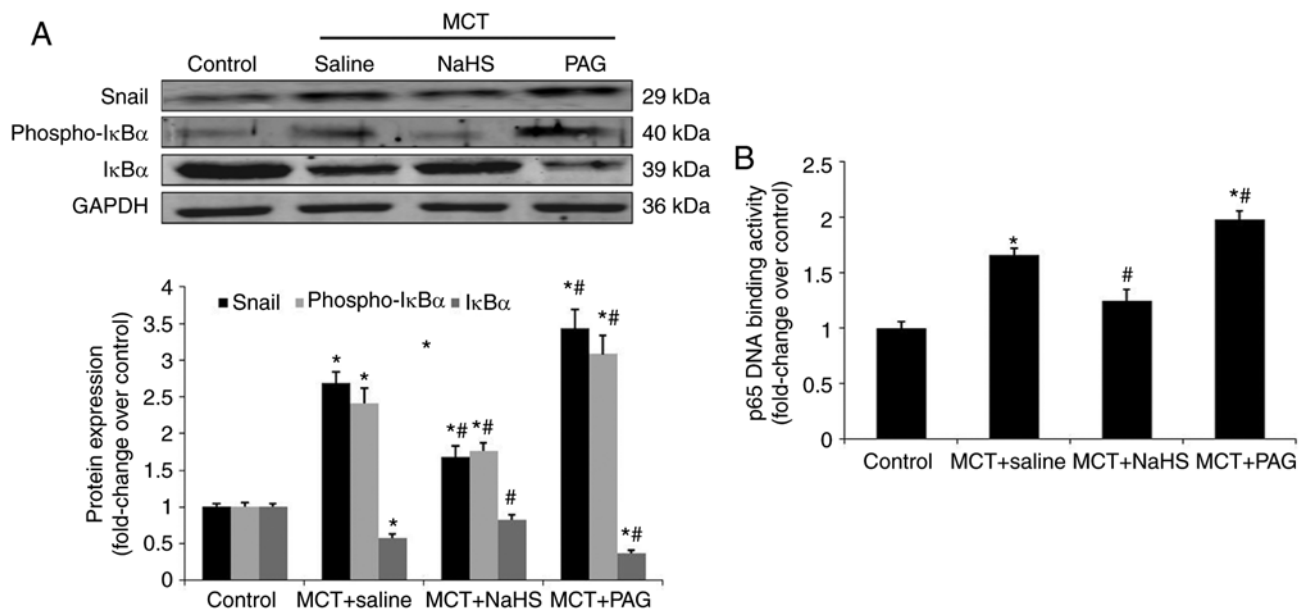 A
MCT
Control Saline NaHS PAG
Snail 29 kDa
Phospho-IκBα 40 kDa
IκBα 39 kDa
GAPDH 36 kDa
Protein expression
(fold-change over control)
4
3.5
3
2.5
2
1.5
1
0.5
0
Snail Phospho-IκBα IκBα
* * *
*
*# *# #
*# *# *#
Control MCT+saline MCT+NaHS MCT+PAG
B
p65 DNA binding activity
(fold-change over control)
2.5
2
1.5
1
0.5
0
* # *#
Control MCT+saline MCT+NaHS MCT+PAG